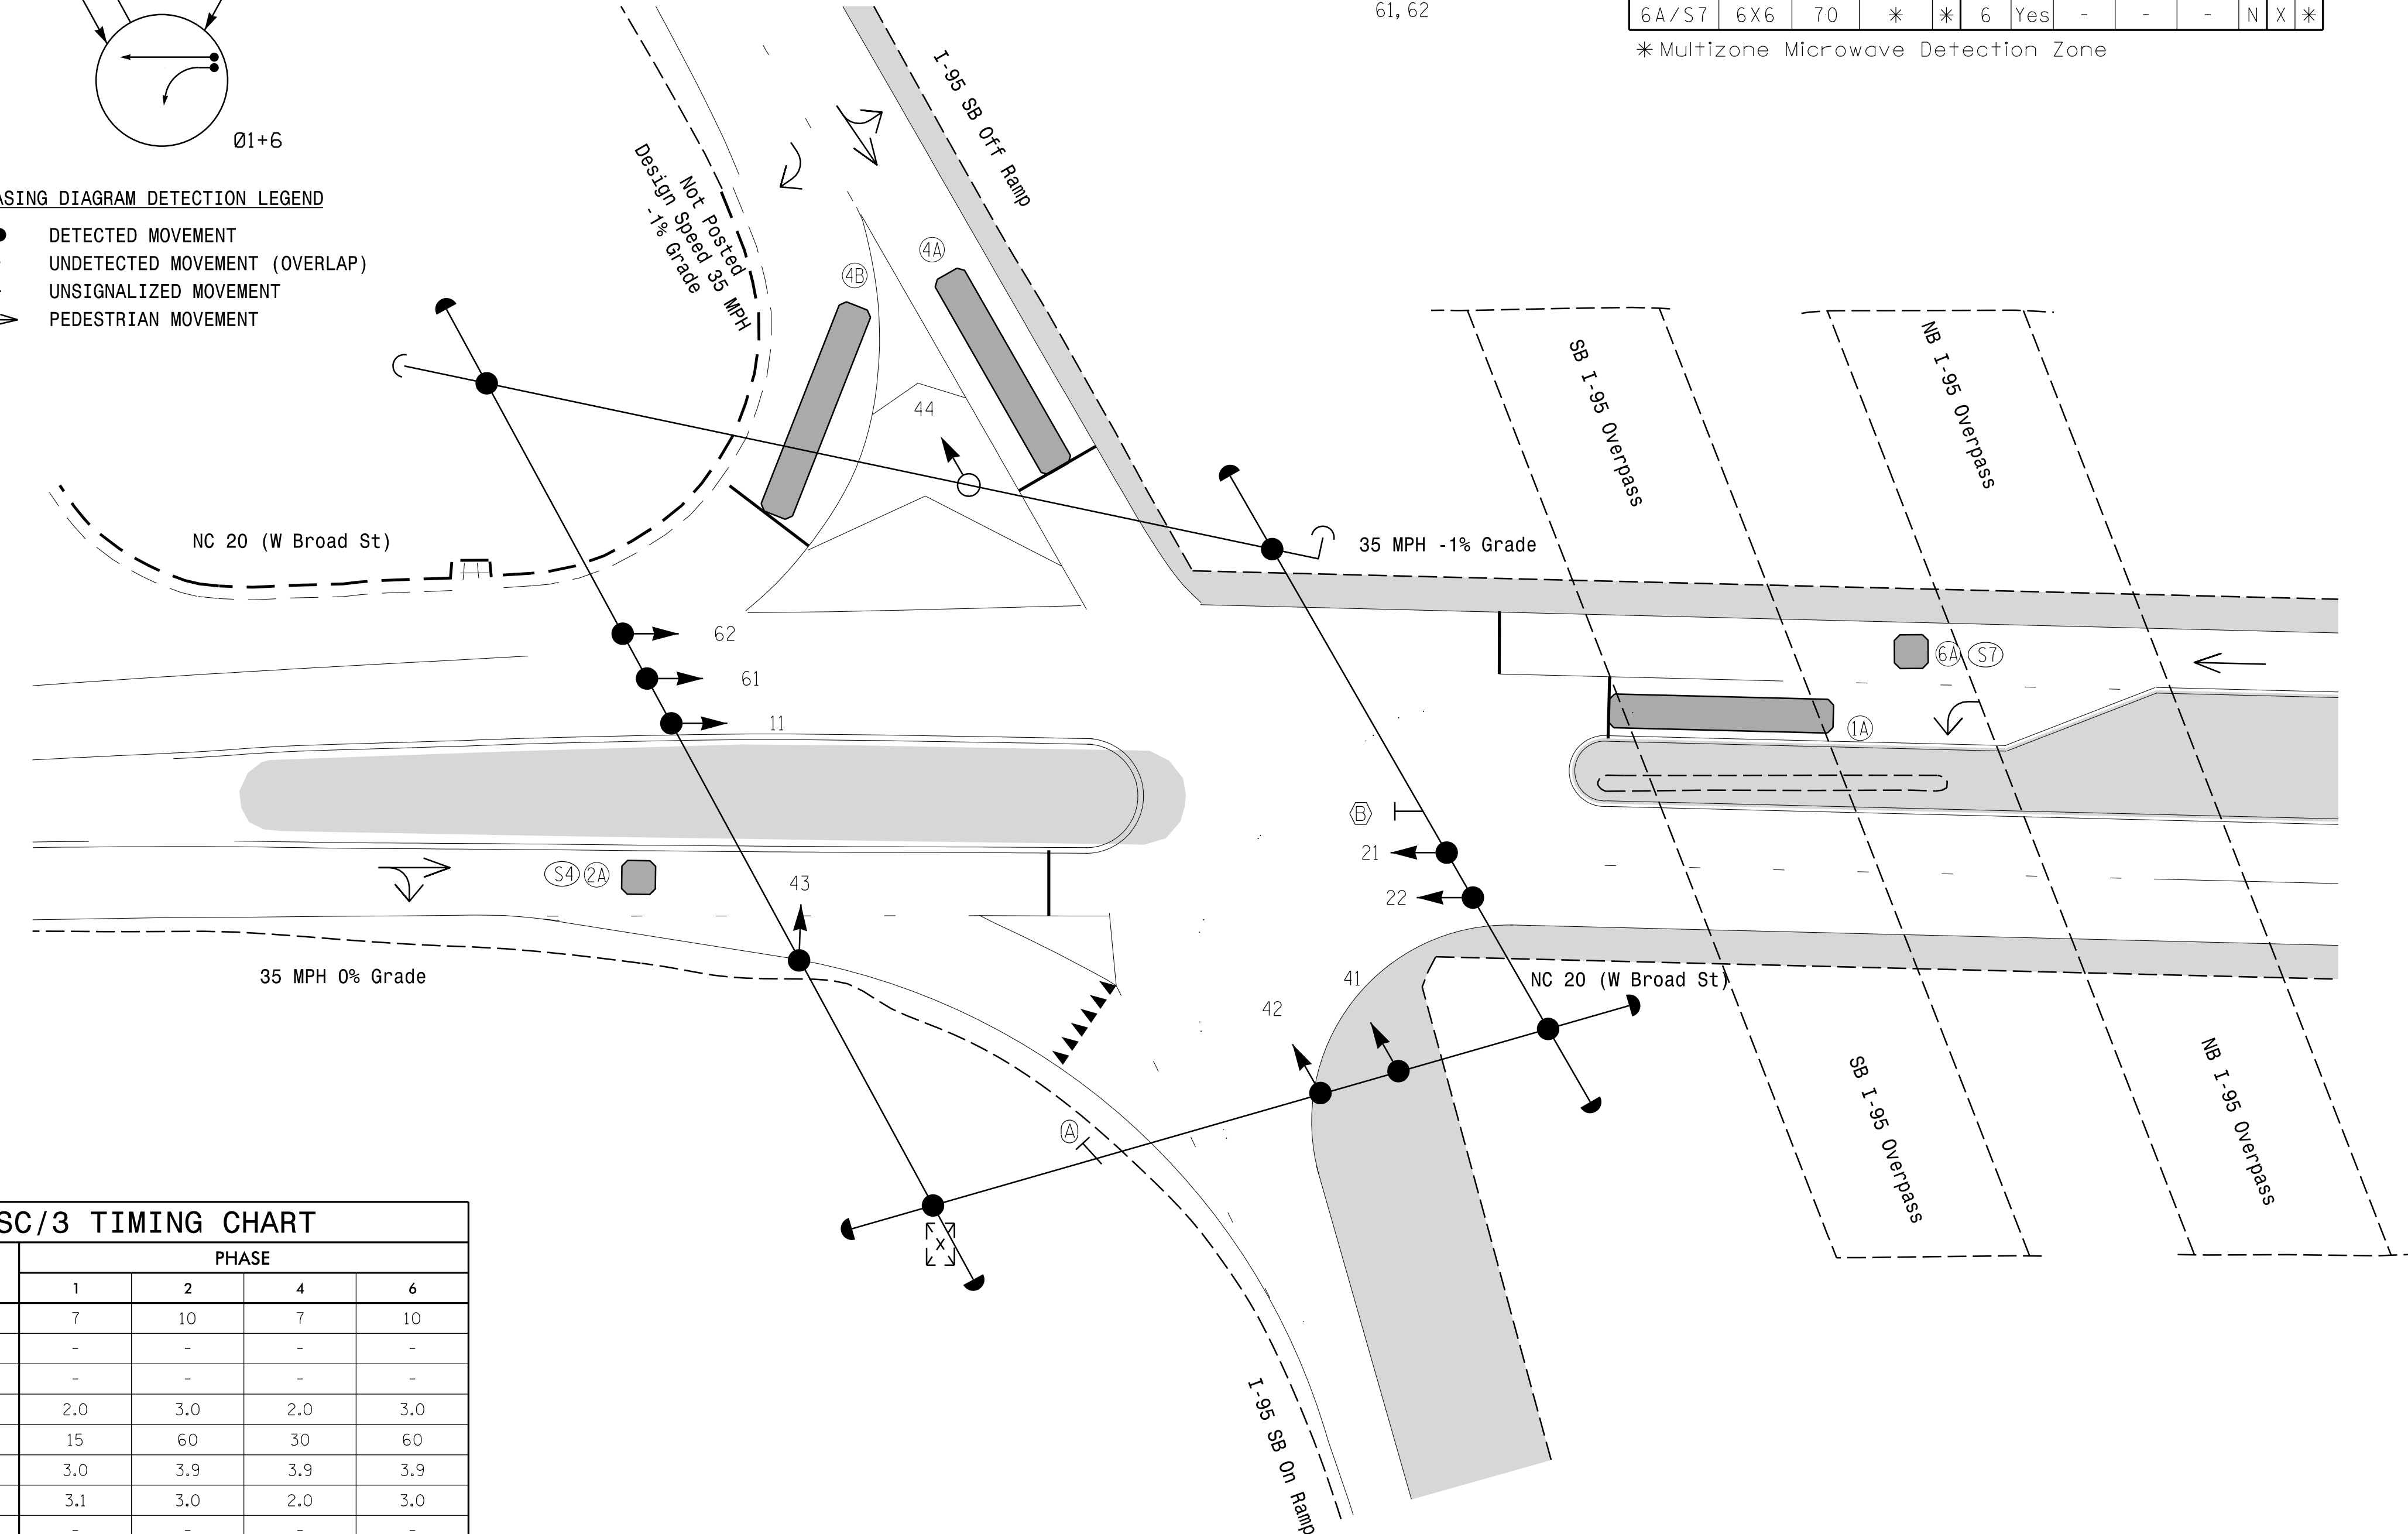 61, 62
6A/S7 6X6 70 * * 6 Yes - - - N X *
* Multizone Microwave Detection Zone
Ø1+6
ASING DIAGRAM DETECTION LEGEND
DETECTED MOVEMENT
UNDETECTED MOVEMENT (OVERLAP)
UNSIGNALIZED MOVEMENT
PEDESTRIAN MOVEMENT
I-95 SB Off Ramp
Not Posted
Design Speed 35 MPH
-1% Grade
4A
4B
44
SB I-95 Overpass
NB I-95 Overpass
NC 20 (W Broad St)
35 MPH -1% Grade
62
61
11
6A S7
1A
B
21
22
S4 2A
43
35 MPH 0% Grade
41
42
NC 20 (W Broad St)
A
X
SB I-95 Overpass
NB I-95 Overpass
I-95 SB On Ramp
SC/3 TIMING CHART
PHASE
1 2 4 6
7 10 7 10
- - - -
- - - -
2.0 3.0 2.0 3.0
15 60 30 60
3.0 3.9 3.9 3.9
3.1 3.0 2.0 3.0
- - - -